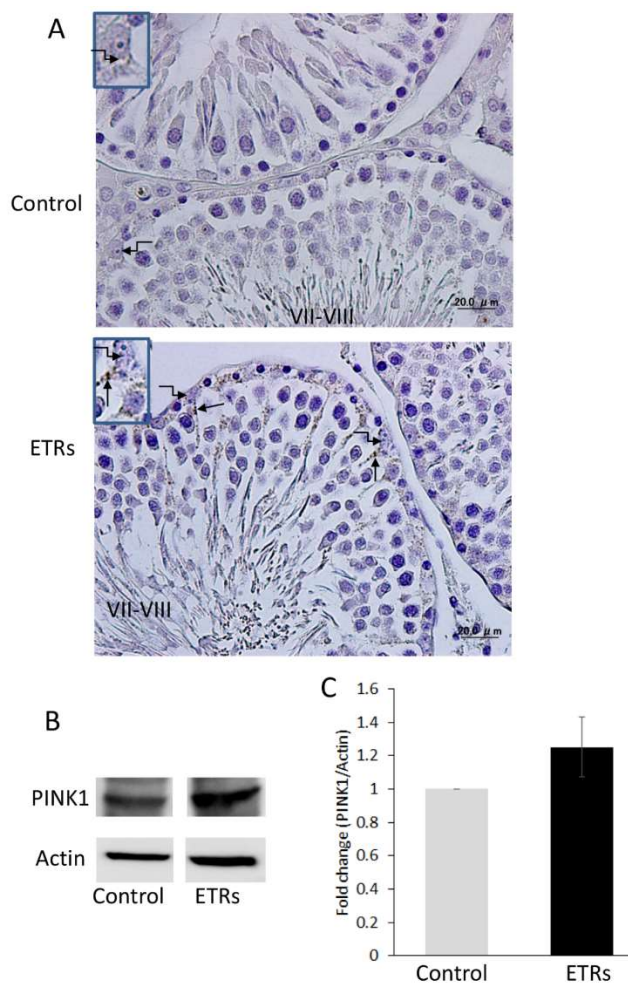 A
Control
VII-VIII
20.0 μm
ETRs
VII-VIII
20.0 μm
B
PINK1
Actin
Control ETRs
C
Fold change (PINK1/Actin)
1.6
1.4
1.2
1
0.8
0.6
0.4
0.2
0
Control ETRs